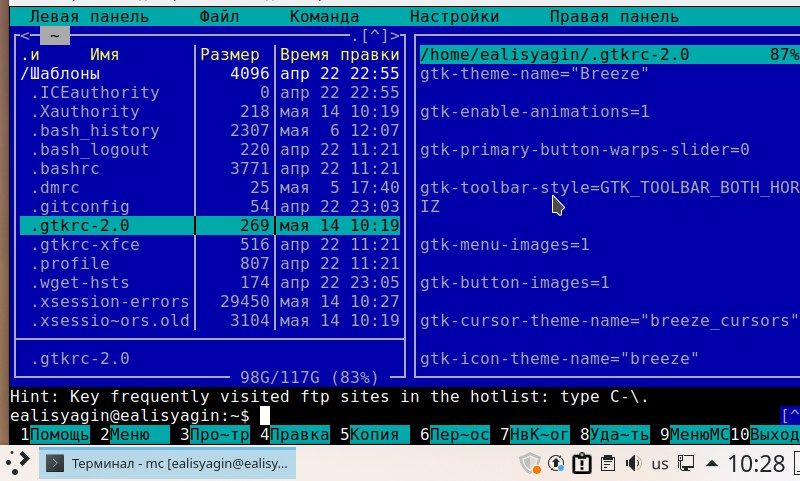 Левая панель Файл Команда Настройки Правая панель
<─ ~ .[^]>
.и Имя Размер Время правки
/Шаблоны 4096 апр 22 22:55
.ICEauthority 0 апр 22 22:55
.Xauthority 218 мая 14 10:19
.bash_history 2307 мая 6 12:07
.bash_logout 220 апр 22 11:21
.bashrc 3771 апр 22 11:21
.dmrc 25 мая 5 17:40
.gitconfig 54 апр 22 23:03
.gtkrc-2.0 269 мая 14 10:19
.gtkrc-xfce 516 апр 22 11:21
.profile 807 апр 22 11:21
.wget-hsts 174 апр 22 23:05
.xsession-errors 29450 мая 14 10:27
.xsessio~ors.old 3104 мая 14 10:19
.gtkrc-2.0
98G/117G (83%)
/home/ealisyagin/.gtkrc-2.0 87%
gtk-theme-name="Breeze"
gtk-enable-animations=1
gtk-primary-button-warps-slider=0
gtk-toolbar-style=GTK_TOOLBAR_BOTH_HOR
IZ
gtk-menu-images=1
gtk-button-images=1
gtk-cursor-theme-name="breeze_cursors"
gtk-icon-theme-name="breeze"
Hint: Key frequently visited ftp sites in the hotlist: type C-\.
ealisyagin@ealisyagin:~$ [^
1Помощь 2Меню 3Про~тр 4Правка 5Копия 6Пер~ос 7НвК~ог 8Уда~ть 9МенюMC 10Выход
Терминал - mc [ealisyagin@ealisy... us 10:28